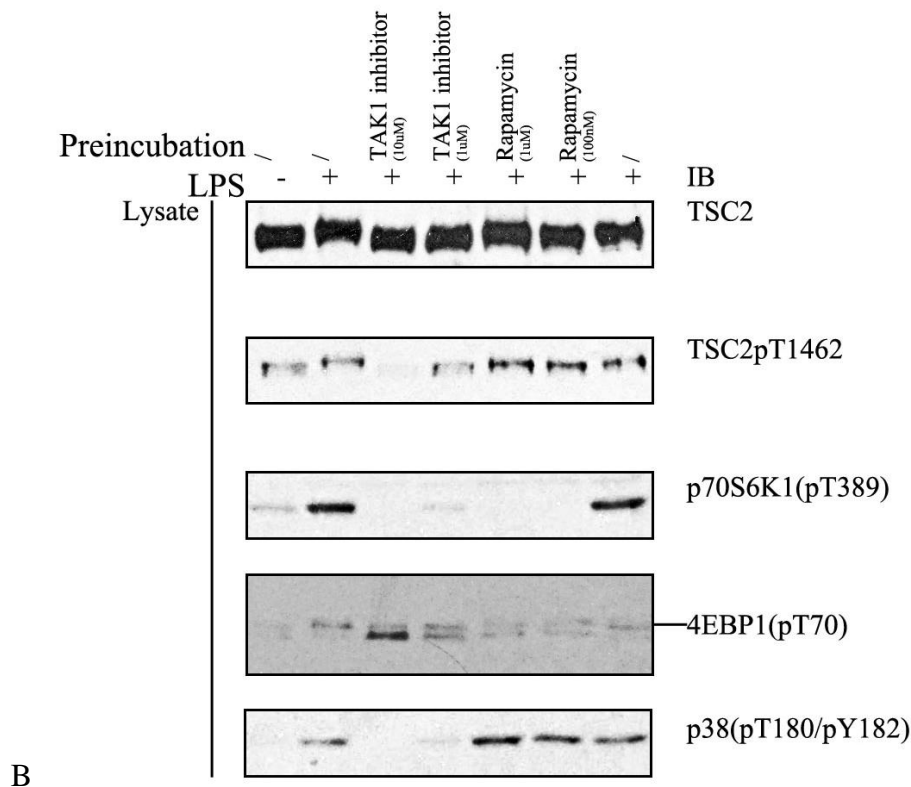 TAK1 inhibitor
(10uM)
TAK1 inhibitor
(1uM)
Rapamycin
(1uM)
Rapamycin
(100nM)
Preincubation / / /
LPS - + + + + + + IB
Lysate TSC2
TSC2pT1462
p70S6K1(pT389)
4EBP1(pT70)
p38(pT180/pY182)
B